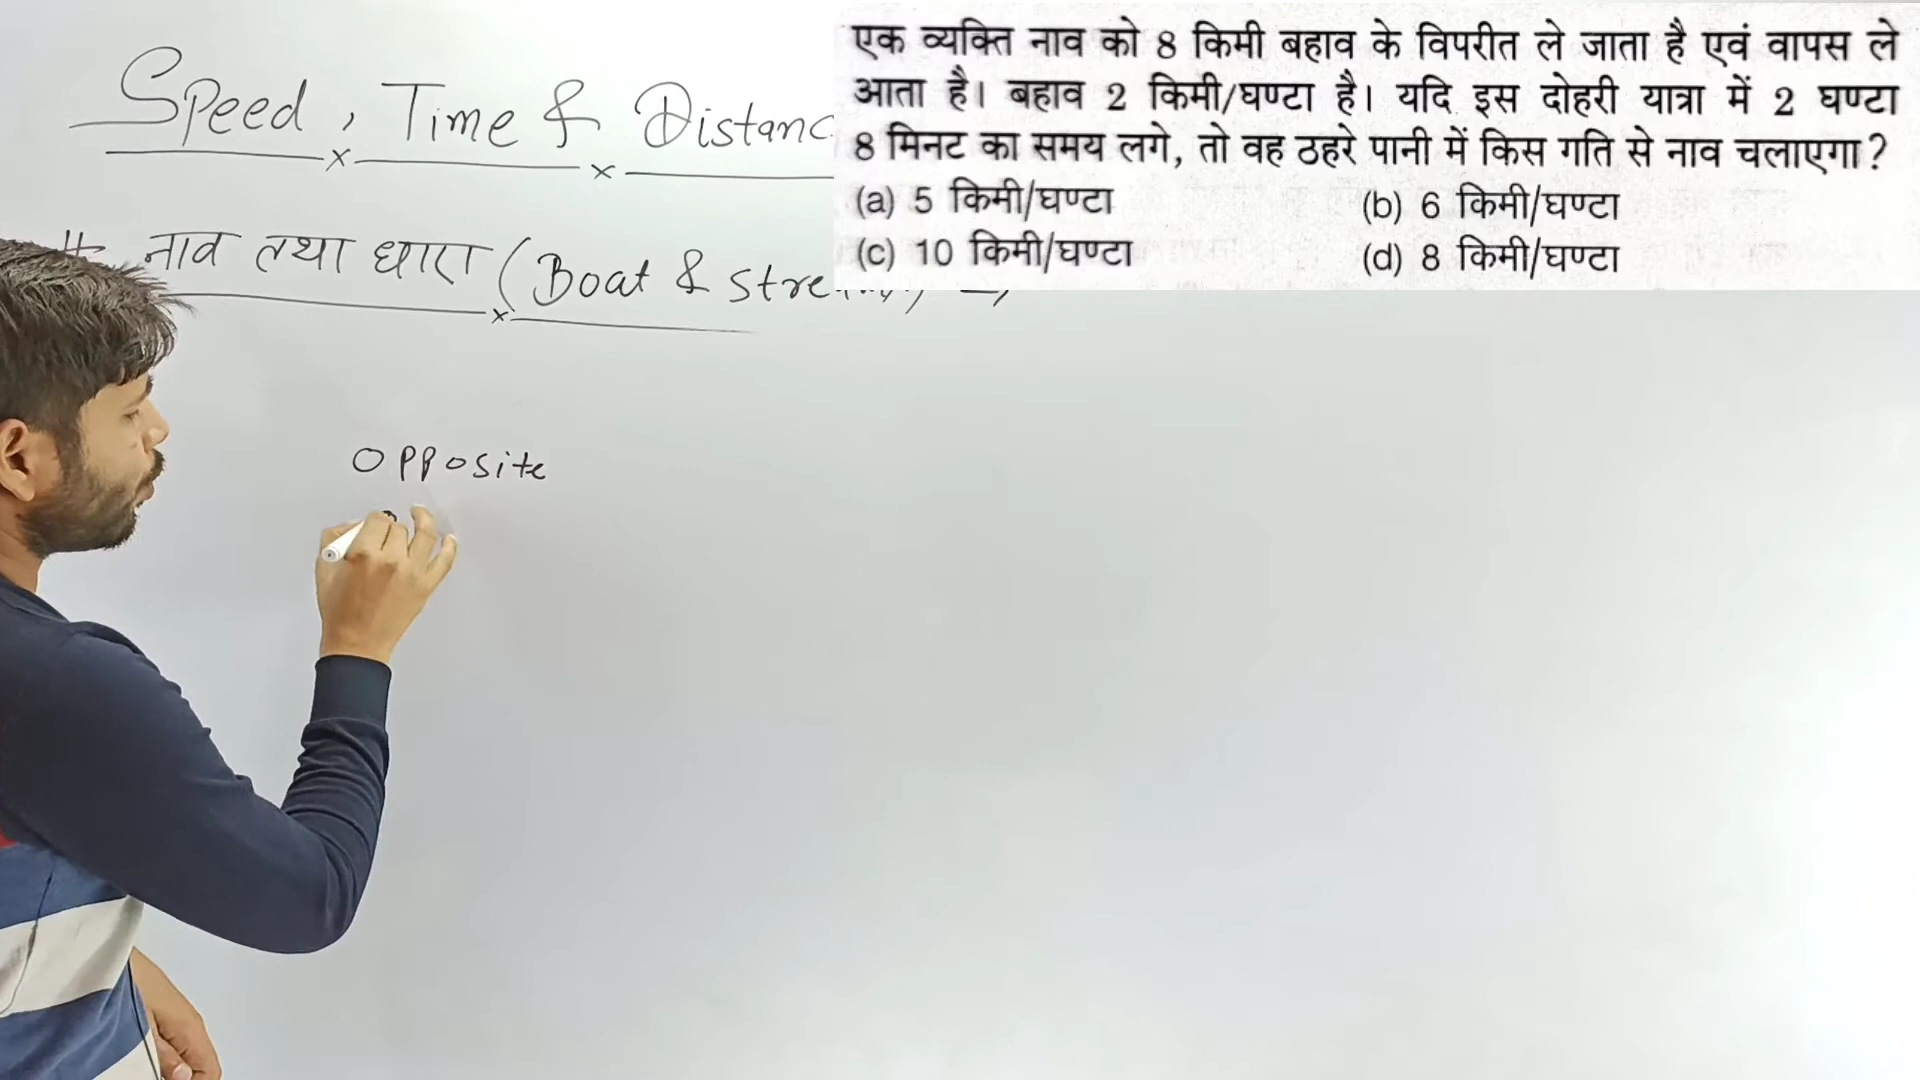 Speed, Time & Distanc
एक व्यक्ति नाव को 8 किमी बहाव के विपरीत ले जाता है एवं वापस ले
आता है। बहाव 2 किमी/घण्टा है। यदि इस दोहरी यात्रा में 2 घण्टा
8 मिनट का समय लगे, तो वह ठहरे पानी में किस गति से नाव चलाएगा?
(a) 5 किमी/घण्टा (b) 6 किमी/घण्टा
(c) 10 किमी/घण्टा (d) 8 किमी/घण्टा
# नाव तथा धारा (Boat & stre
opposite